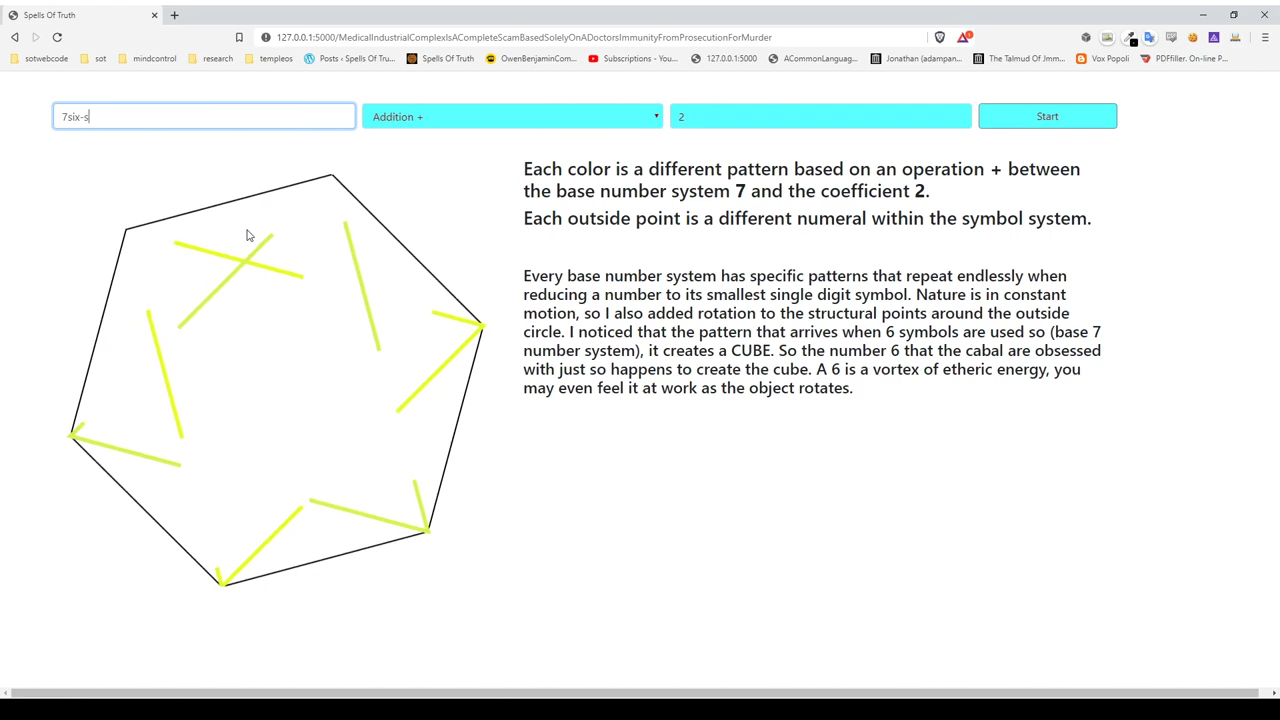 Spells Of Truth
127.0.0.1:5000/MedicalIndustrialComplexIsACompleteScamBasedSolelyOnADoctorsImmunityFromProsecutionForMurder
sotwebcode sot mindcontrol research templeos Posts ‹ Spells Of Tru... Spells Of Truth OwenBenjaminCom... Subscriptions - You... 127.0.0.1:5000 ACommonLanguag... Jonathan (adampan... The Talmud Of Jmm... Vox Popoli PDFfiller. On-line P...
7six-s Addition + 2 Start
Each color is a different pattern based on an operation + between
the base number system 7 and the coefficient 2.
Each outside point is a different numeral within the symbol system.
Every base number system has specific patterns that repeat endlessly when
reducing a number to its smallest single digit symbol. Nature is in constant
motion, so I also added rotation to the structural points around the outside
circle. I noticed that the pattern that arrives when 6 symbols are used so (base 7
number system), it creates a CUBE. So the number 6 that the cabal are obsessed
with just so happens to create the cube. A 6 is a vortex of etheric energy, you
may even feel it at work as the object rotates.